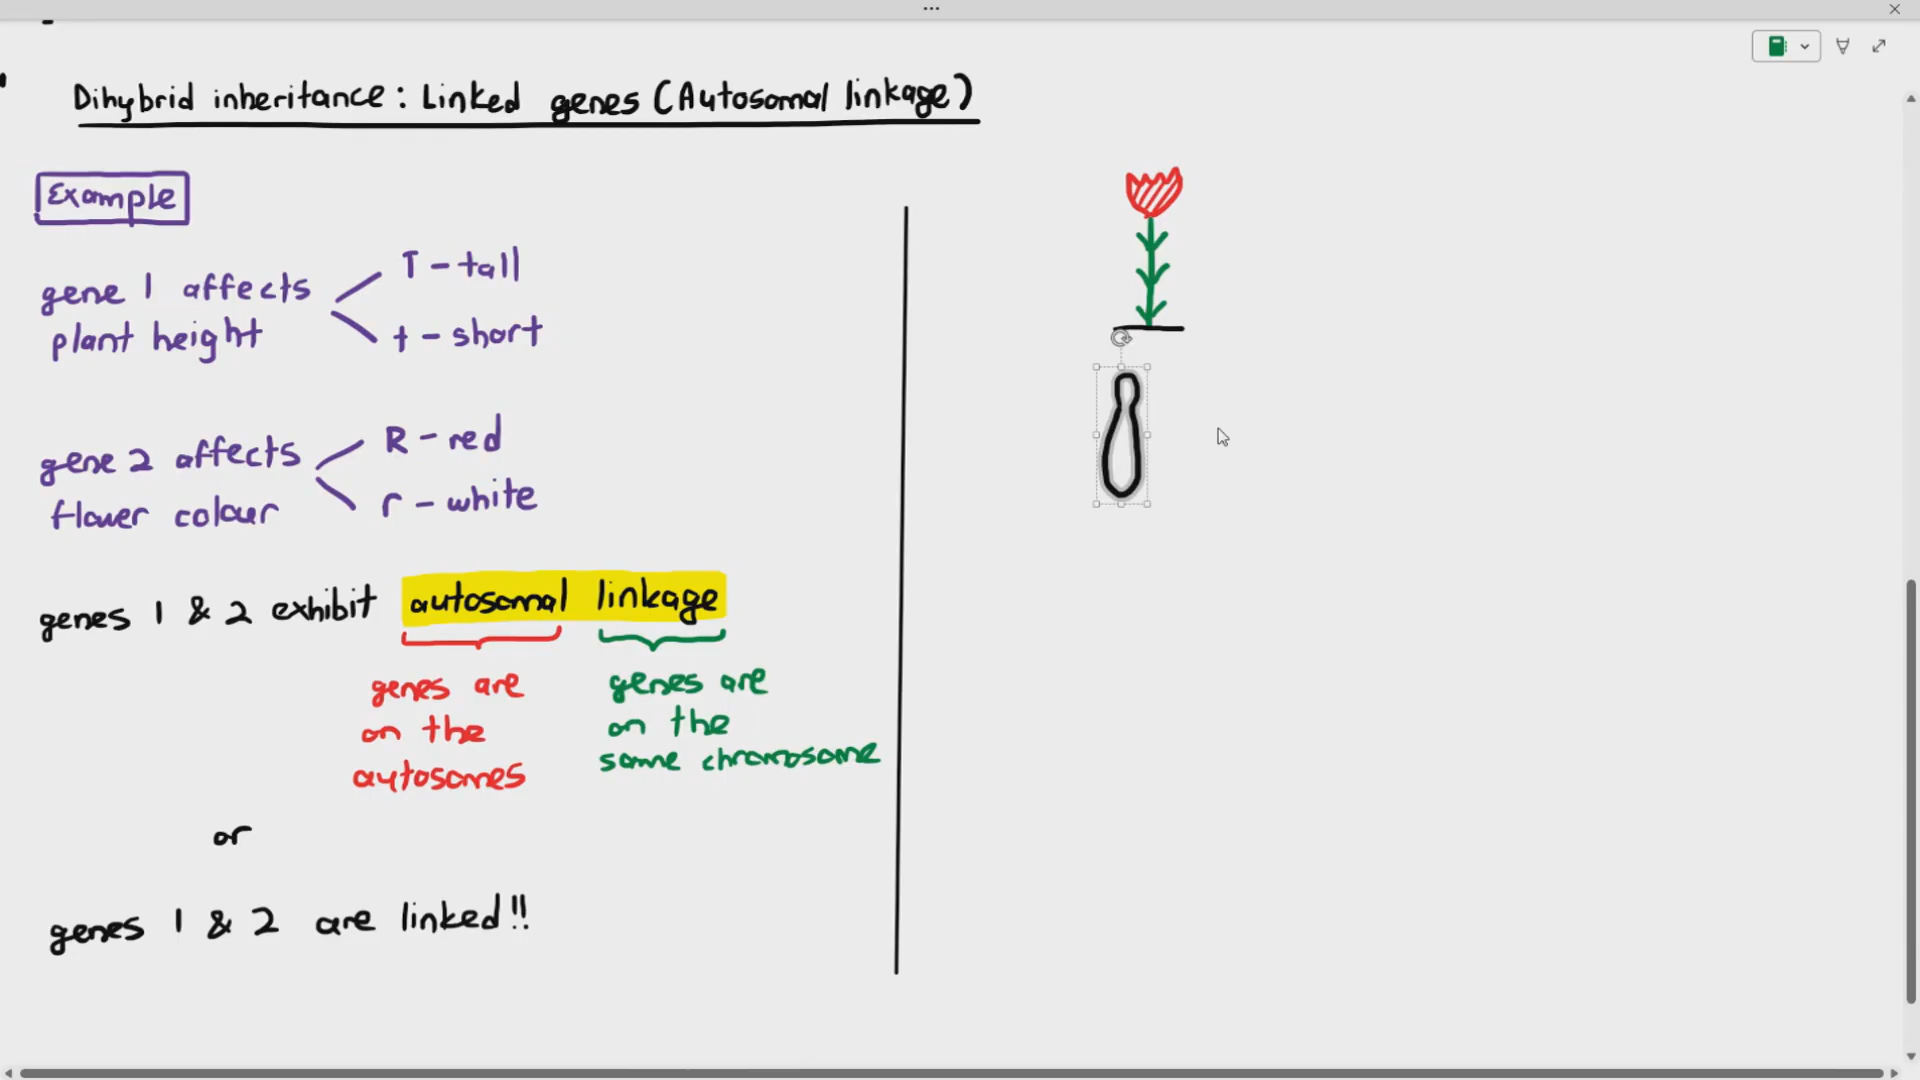 Dihybrid inheritance: Linked genes (Autosomal linkage)
Example
gene 1 affects
plant height
T - tall
t - short
gene 2 affects
flower colour
R - red
r - white
genes 1 & 2 exhibit autosomal linkage
genes are
on the
autosomes
genes are
on the
same chromosome
or
genes 1 & 2 are linked!!